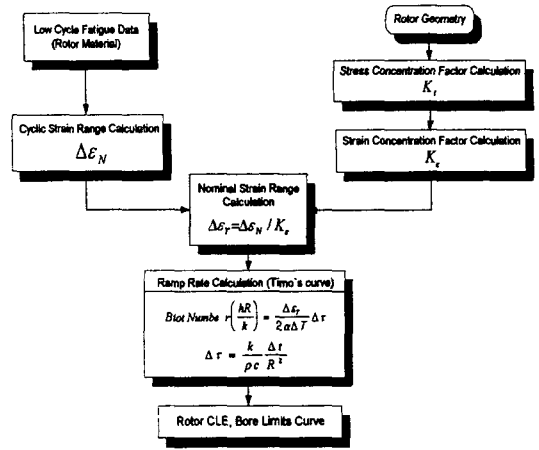 Low Cycle Fatigue Data
(Rotor Material)
Rotor Geometry
Stress Concentration Factor Calculation
K_t
Cyclic Strain Range Calculation
Δε_N
Strain Concentration Factor Calculation
K_ε
Nominal Strain Range
Calculation
Δε_T=Δε_N / K_ε
Ramp Rate Calculation (Timo`s curve)
Biot Numbe r(hR/k) = Δε_T/2αΔT Δτ
Δτ = k/ρc Δt/R²
Rotor CLE, Bore Limits Curve